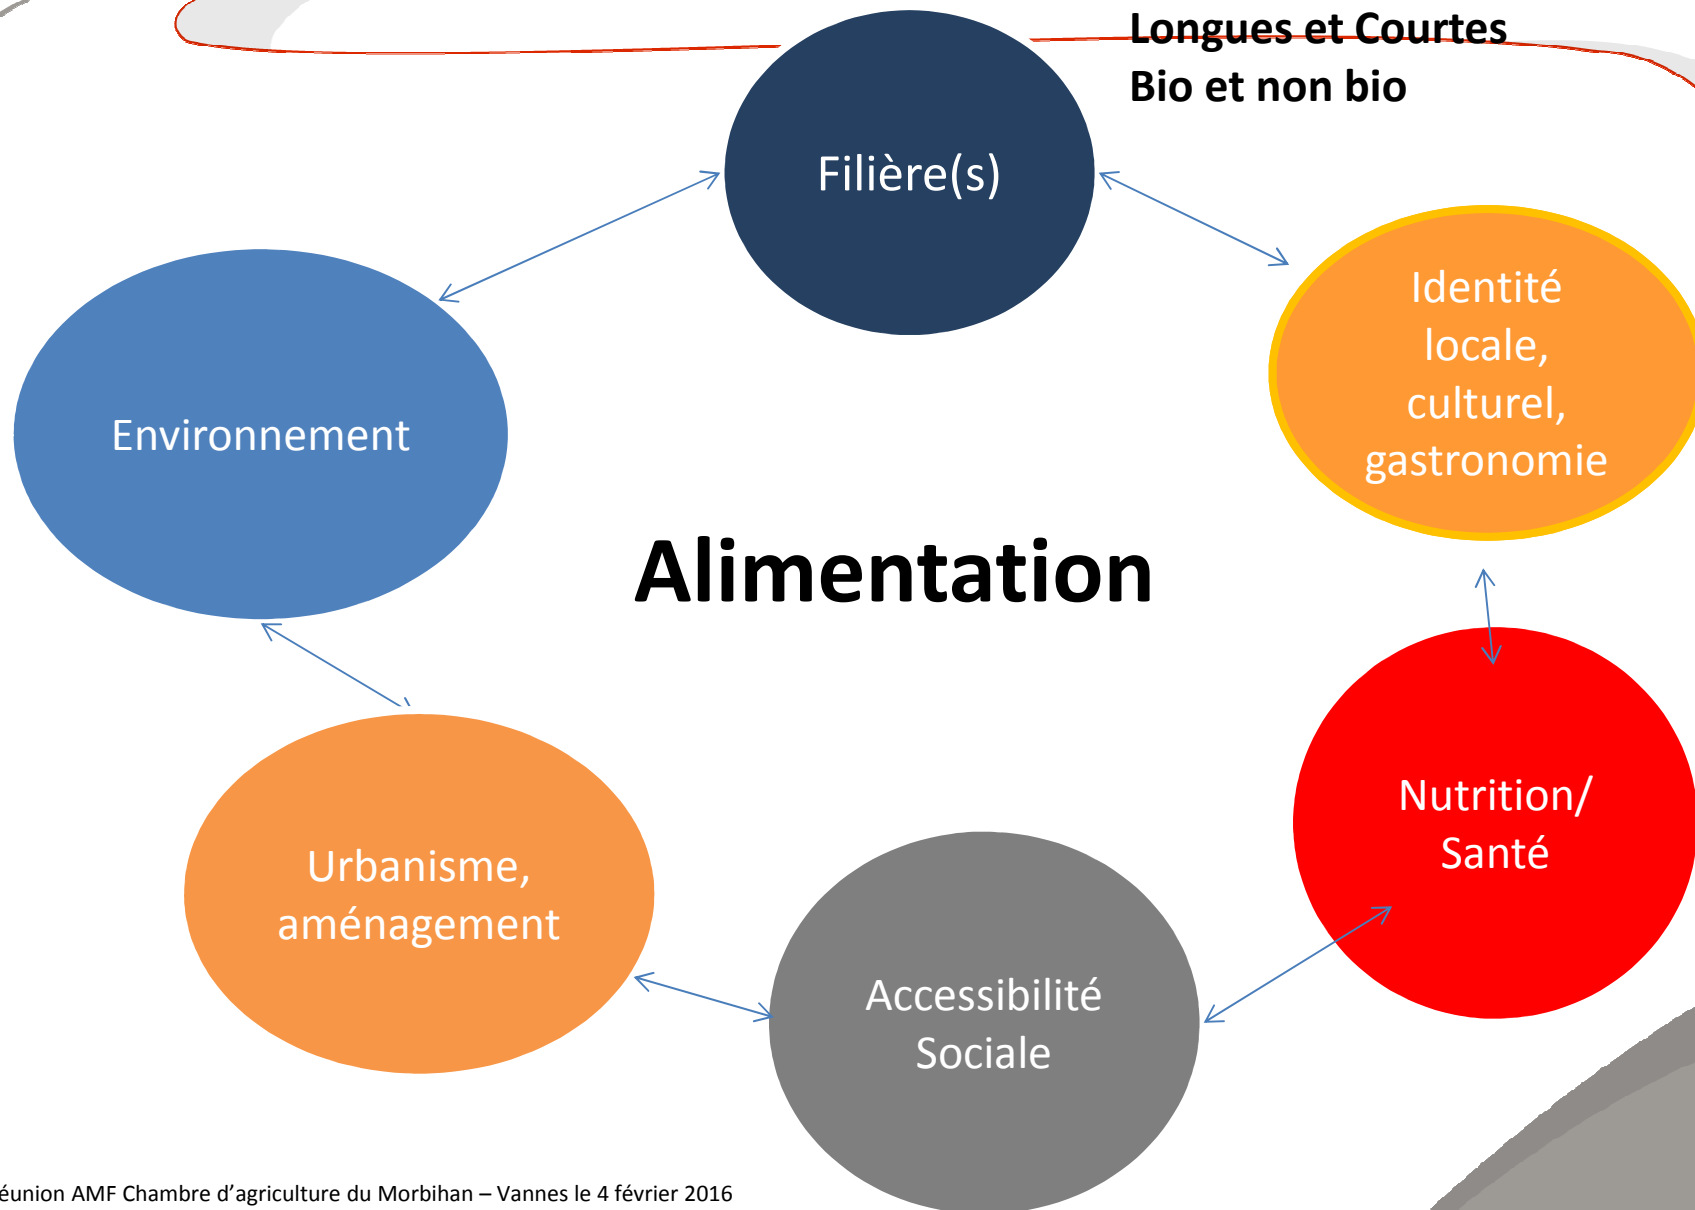 Longues et Courtes
Bio et non bio
Filière(s)
Identité
locale,
culturel,
gastronomie
Environnement
Alimentation
Nutrition/
Santé
Urbanisme,
aménagement
Accessibilité
Sociale
éunion AMF Chambre d'agriculture du Morbihan – Vannes le 4 février 2016